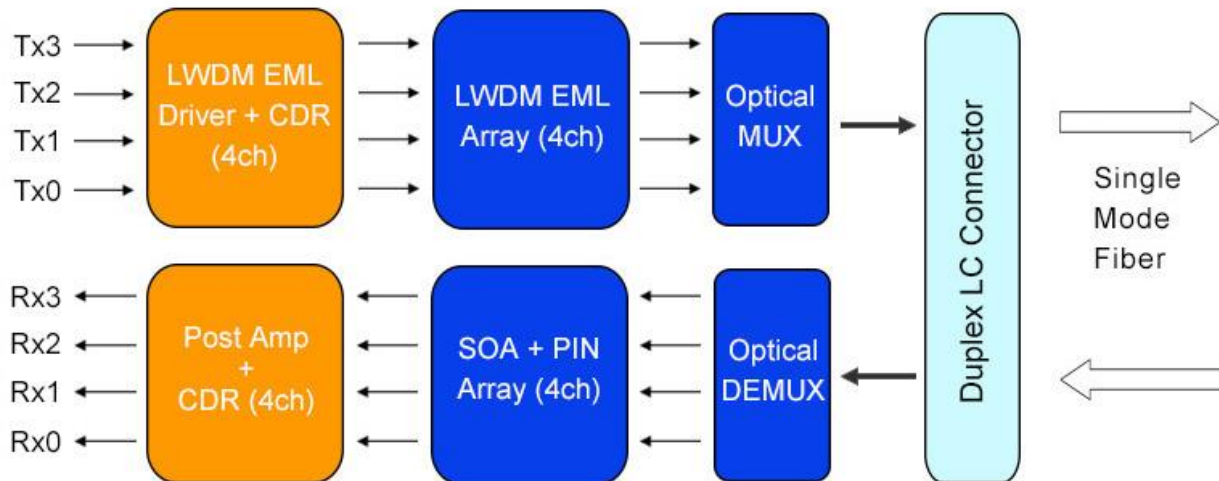 Tx3
Tx2
Tx1
Tx0
LWDM EML
Driver + CDR
(4ch)
LWDM EML
Array (4ch)
Optical
MUX
Duplex LC Connector
Single
Mode
Fiber
Rx3
Rx2
Rx1
Rx0
Post Amp
+
CDR (4ch)
SOA + PIN
Array (4ch)
Optical
DEMUX